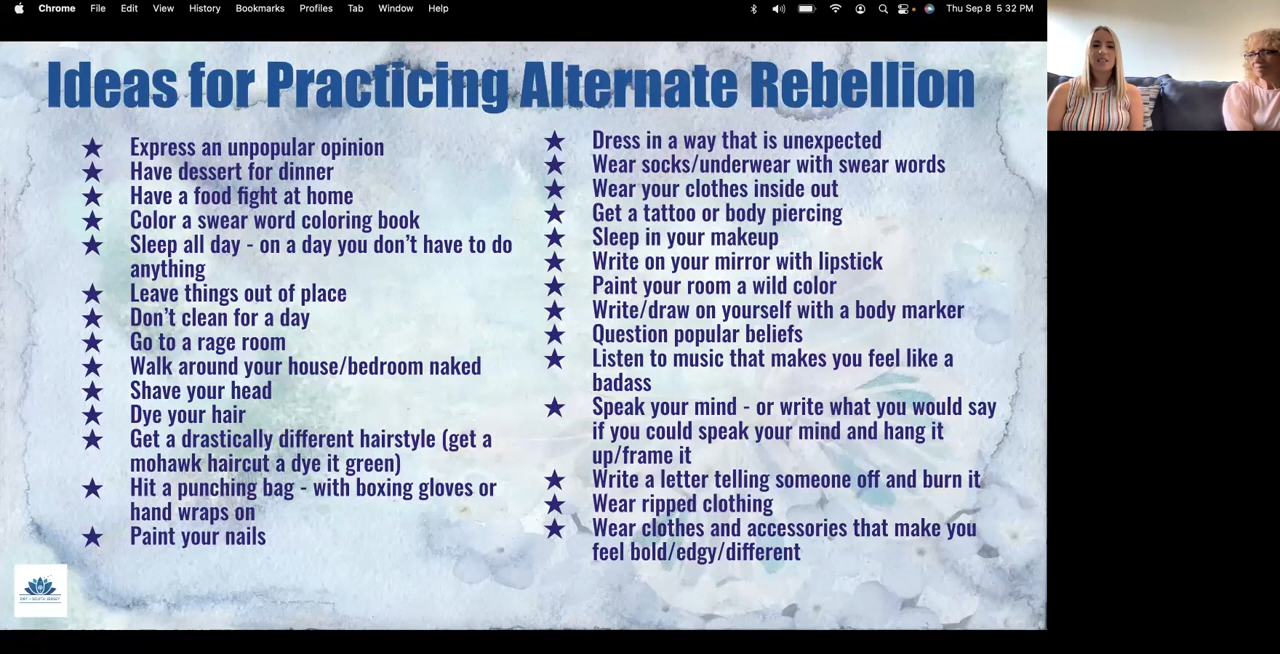 Chrome File Edit View History Bookmarks Profiles Tab Window Help Thu Sep 8 5 32 PM
Ideas for Practicing Alternate Rebellion
★ Express an unpopular opinion
★ Have dessert for dinner
★ Have a food fight at home
★ Color a swear word coloring book
★ Sleep all day - on a day you don't have to do
anything
★ Leave things out of place
★ Don't clean for a day
★ Go to a rage room
★ Walk around your house/bedroom naked
★ Shave your head
★ Dye your hair
★ Get a drastically different hairstyle (get a
mohawk haircut a dye it green)
★ Hit a punching bag - with boxing gloves or
hand wraps on
★ Paint your nails
★ Dress in a way that is unexpected
★ Wear socks/underwear with swear words
★ Wear your clothes inside out
★ Get a tattoo or body piercing
★ Sleep in your makeup
★ Write on your mirror with lipstick
★ Paint your room a wild color
★ Write/draw on yourself with a body marker
★ Question popular beliefs
★ Listen to music that makes you feel like a
badass
★ Speak your mind - or write what you would say
if you could speak your mind and hang it
up/frame it
★ Write a letter telling someone off and burn it
★ Wear ripped clothing
★ Wear clothes and accessories that make you
feel bold/edgy/different
DBT of SOUTH JERSEY